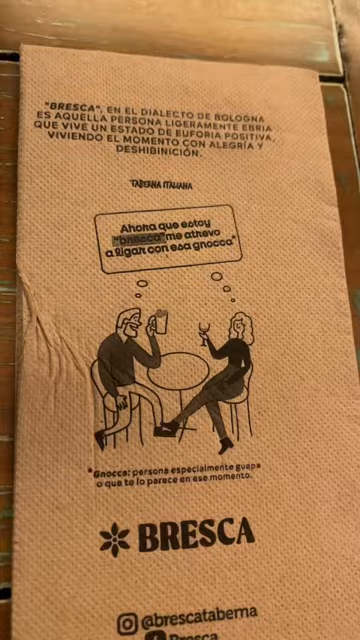 "BRESCA", EN EL DIALECTO DE BOLOGNA
ES AQUELLA PERSONA LIGERAMENTE EBRIA
QUE VIVE UN ESTADO DE EUFORIA POSITIVA,
VIVIENDO EL MOMENTO CON ALEGRÍA Y
DESHIBINICIÓN.
TABERNA ITALIANA
Ahora que estoy
"bresca" me atrevo
a ligar con esa gnocca*
*Gnocca: persona especialmente guapa
o que te lo parece en ese momento.
BRESCA
@brescataberna
Bresca